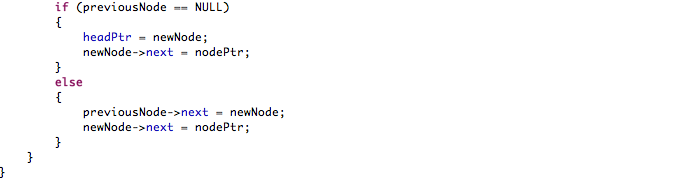 if (previousNode == NULL)
{
headPtr = newNode;
newNode->next = nodePtr;
}
else
{
previousNode->next = newNode;
newNode->next = nodePtr;
}
}
}